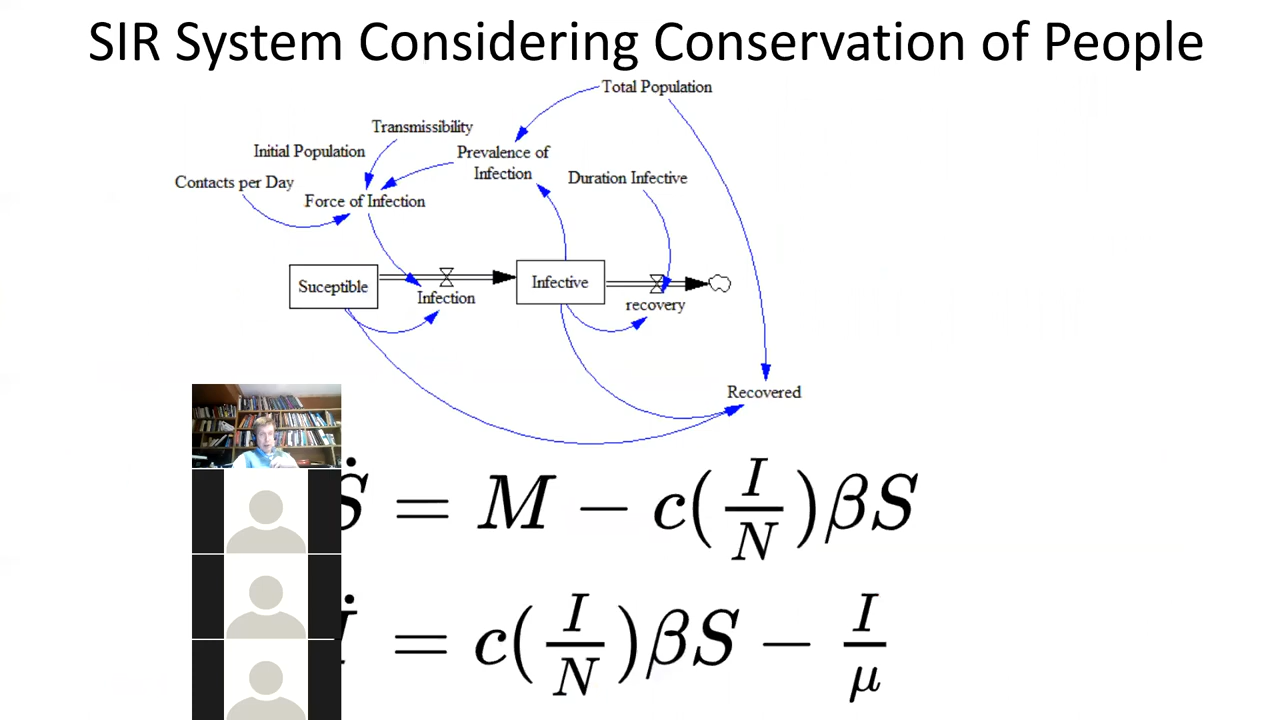 SIR System Considering Conservation of People
Total Population
Transmissibility
Initial Population
Prevalence of
Infection
Contacts per Day
Duration Infective
Force of Infection
Suceptible
Infection
Infective
recovery
Recovered
Ṡ = M − c(I/N)βS
İ = c(I/N)βS − I/μ